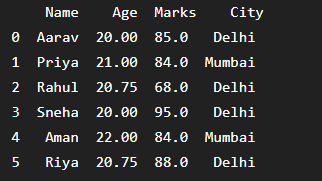 Name Age Marks City
0 Aarav 20.00 85.0 Delhi
1 Priya 21.00 84.0 Mumbai
2 Rahul 20.75 68.0 Delhi
3 Sneha 20.00 95.0 Delhi
4 Aman 22.00 84.0 Mumbai
5 Riya 20.75 88.0 Delhi